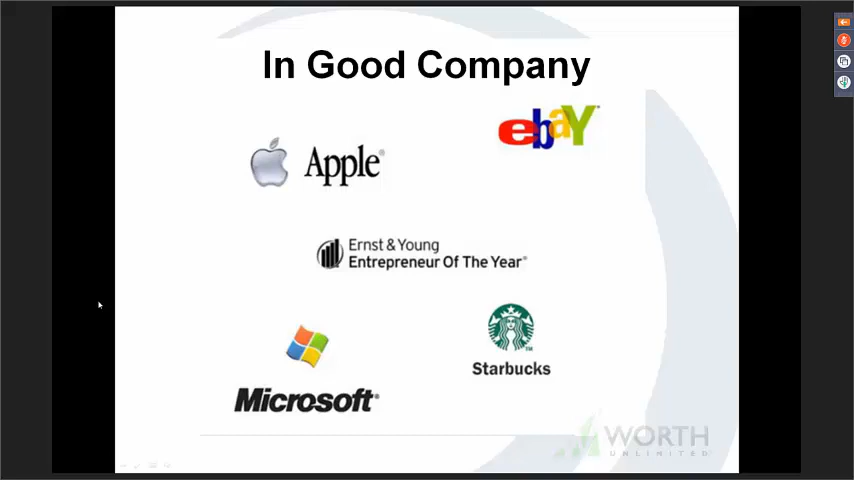 In Good Company
ebaY
Apple
Ernst & Young
Entrepreneur Of The Year®
Starbucks
Microsoft®
WORTH
UNLIMITED